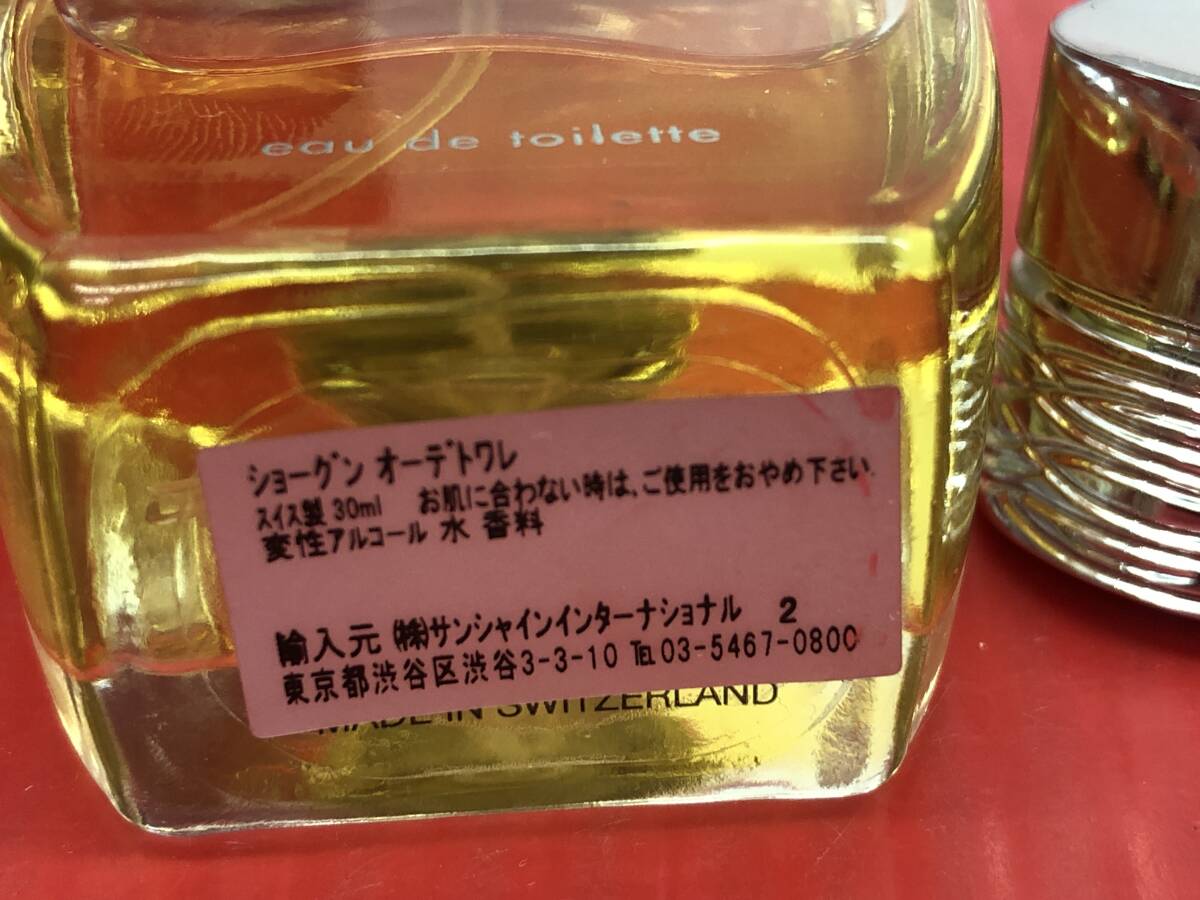 eau de toilette
ショーグン オーデトワレ
スイス製 30ml お肌に合わない時は、ご使用をおやめ下さい.
変性アルコール 水 香料
輸入元 ㈱サンシャインインターナショナル 2
東京都渋谷区渋谷3-3-10 ℡03-5467-0800
MADE IN SWITZERLAND